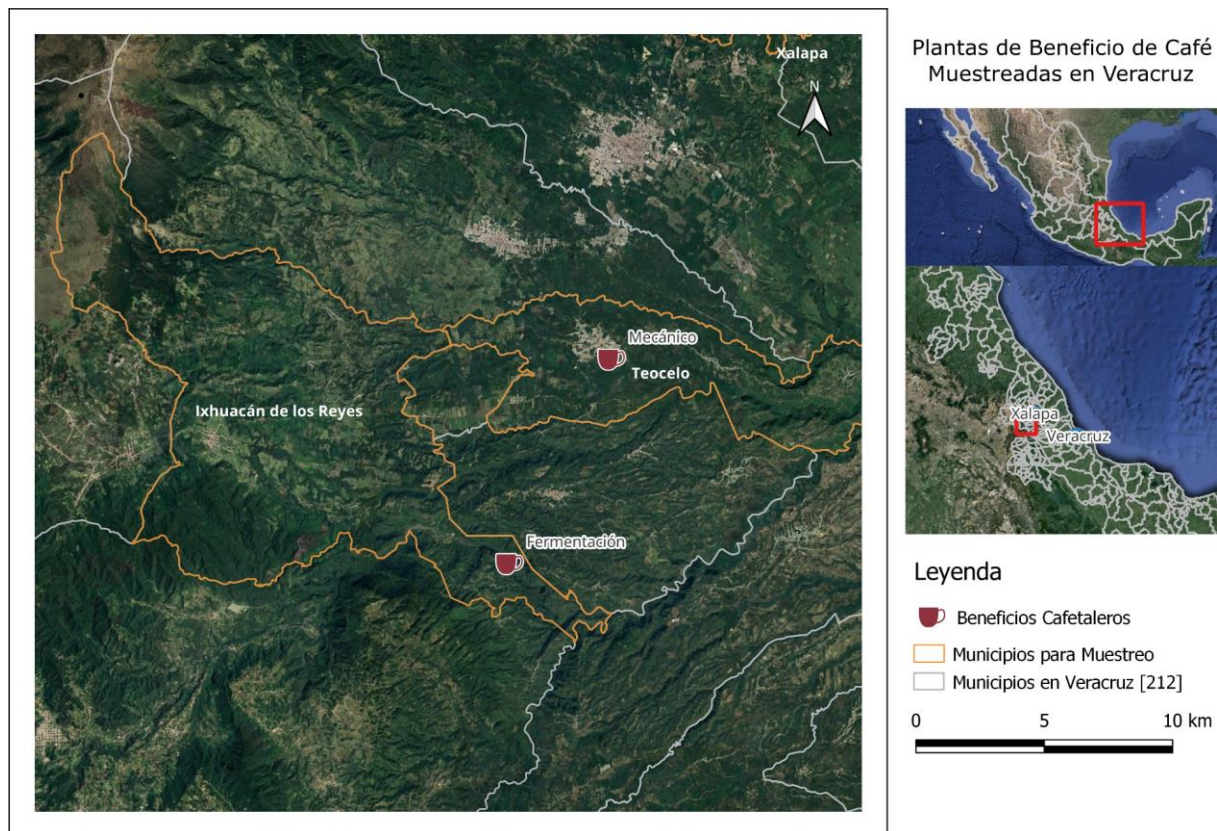 Xalapa
N
Mecánico
Teocelo
Ixhuacán de los Reyes
Fermentación
Plantas de Beneficio de Café
Muestreadas en Veracruz
Xalapa
Veracruz
Leyenda
Beneficios Cafetaleros
Municipios para Muestreo
Municipios en Veracruz [212]
0 5 10 km